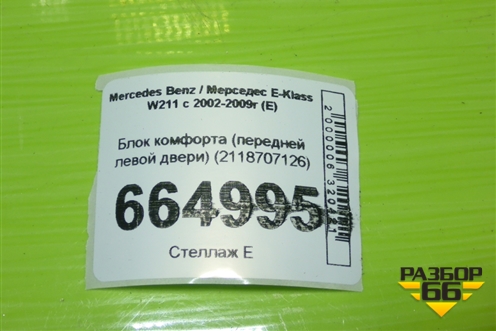 Mercedes Benz / Мерседес E-Klass
W211 с 2002-2009г (E)
Блок комфорта (передней
левой двери) (2118707126)
664995
Стеллаж E
РАЗБОР
66